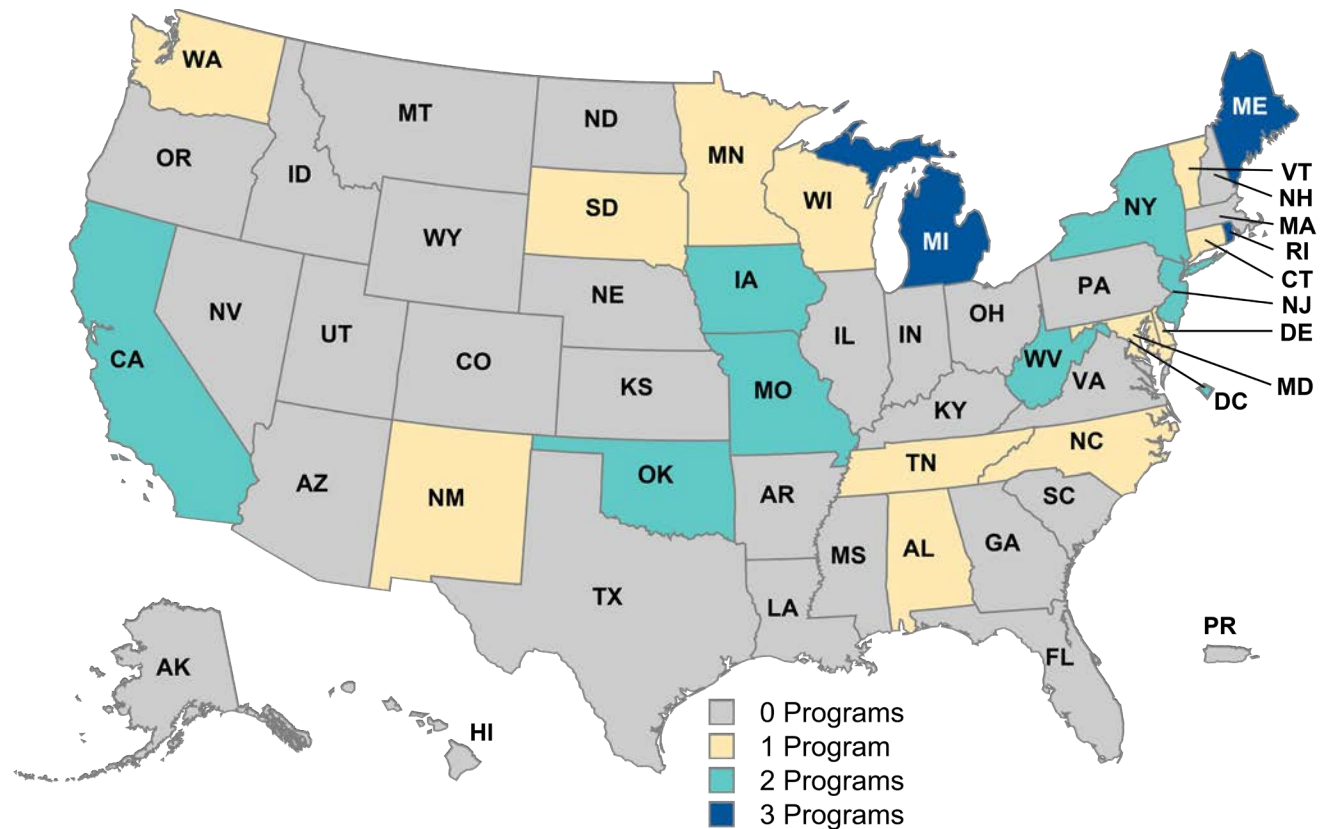 WA
MT
ND
MN
ME
OR
ID
SD
WI
VT
NH
NY
MA
WY
MI
RI
CT
IA
NE
PA
NJ
NV
UT
CO
IL
IN
OH
DE
CA
KS
MO
WV
VA
MD
DC
KY
NC
TN
AZ
NM
OK
AR
SC
MS
AL
GA
TX
LA
PR
AK
FL
HI
0 Programs
1 Program
2 Programs
3 Programs